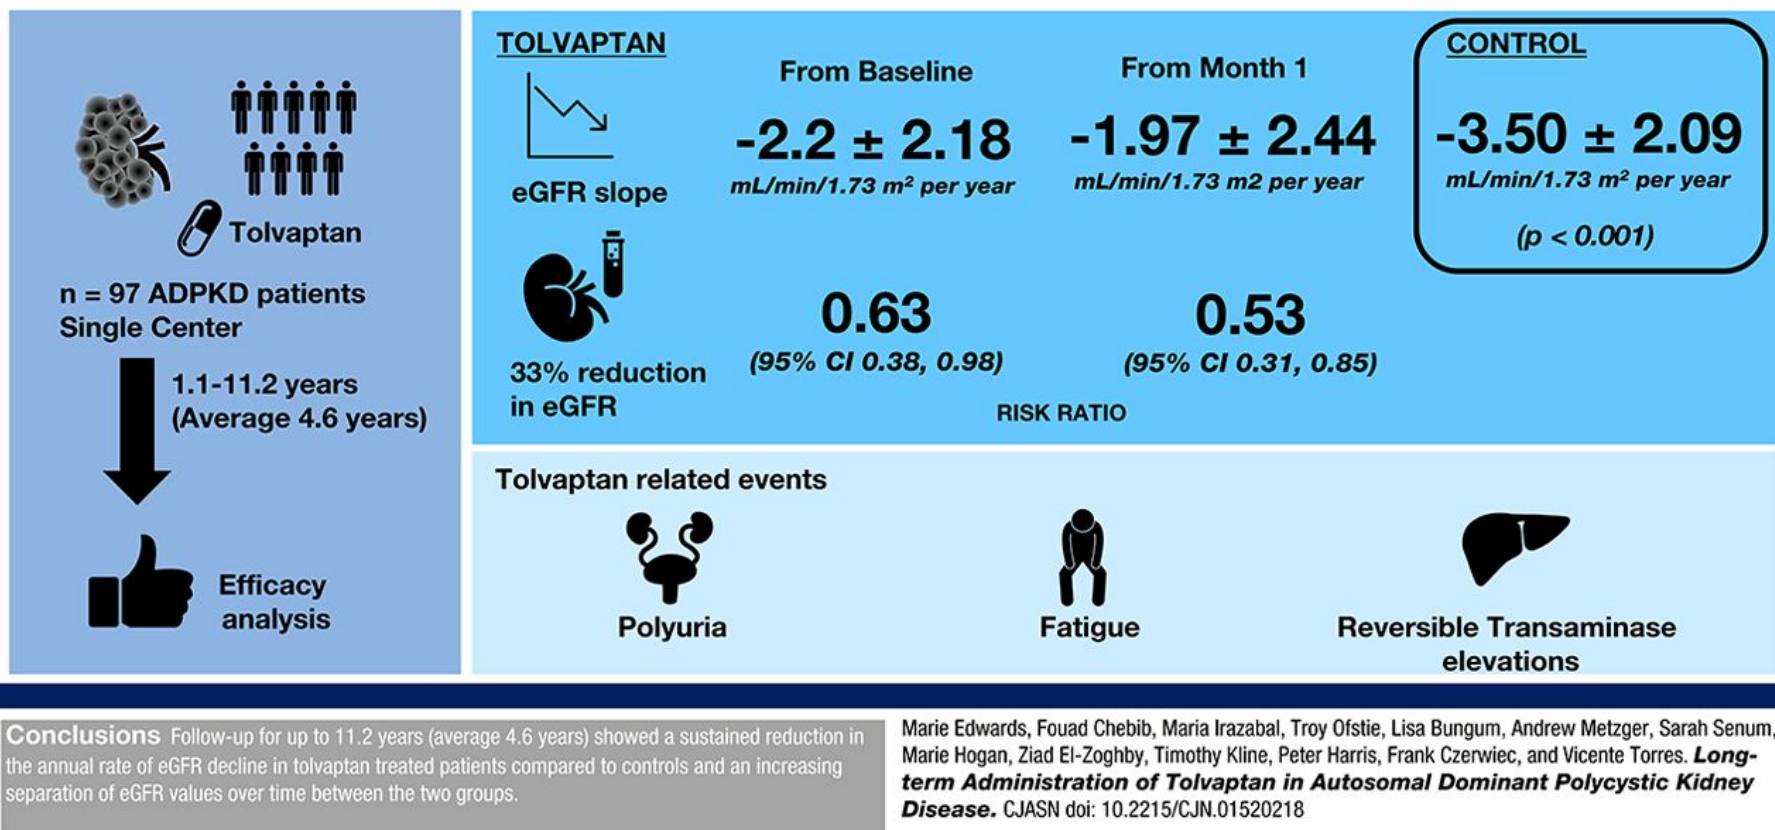 Tolvaptan
n = 97 ADPKD patients
Single Center
1.1-11.2 years
(Average 4.6 years)
Efficacy
analysis
TOLVAPTAN
From Baseline
From Month 1
CONTROL
eGFR slope
-2.2 ± 2.18
mL/min/1.73 m² per year
-1.97 ± 2.44
mL/min/1.73 m2 per year
-3.50 ± 2.09
mL/min/1.73 m² per year
(p < 0.001)
33% reduction
in eGFR
0.63
(95% CI 0.38, 0.98)
0.53
(95% CI 0.31, 0.85)
RISK RATIO
Tolvaptan related events
Polyuria
Fatigue
Reversible Transaminase
elevations
Conclusions Follow-up for up to 11.2 years (average 4.6 years) showed a sustained reduction in
the annual rate of eGFR decline in tolvaptan treated patients compared to controls and an increasing
separation of eGFR values over time between the two groups.
Marie Edwards, Fouad Chebib, Maria Irazabal, Troy Ofstie, Lisa Bungum, Andrew Metzger, Sarah Senum,
Marie Hogan, Ziad El-Zoghby, Timothy Kline, Peter Harris, Frank Czerwiec, and Vicente Torres. Long-
term Administration of Tolvaptan in Autosomal Dominant Polycystic Kidney
Disease. CJASN doi: 10.2215/CJN.01520218